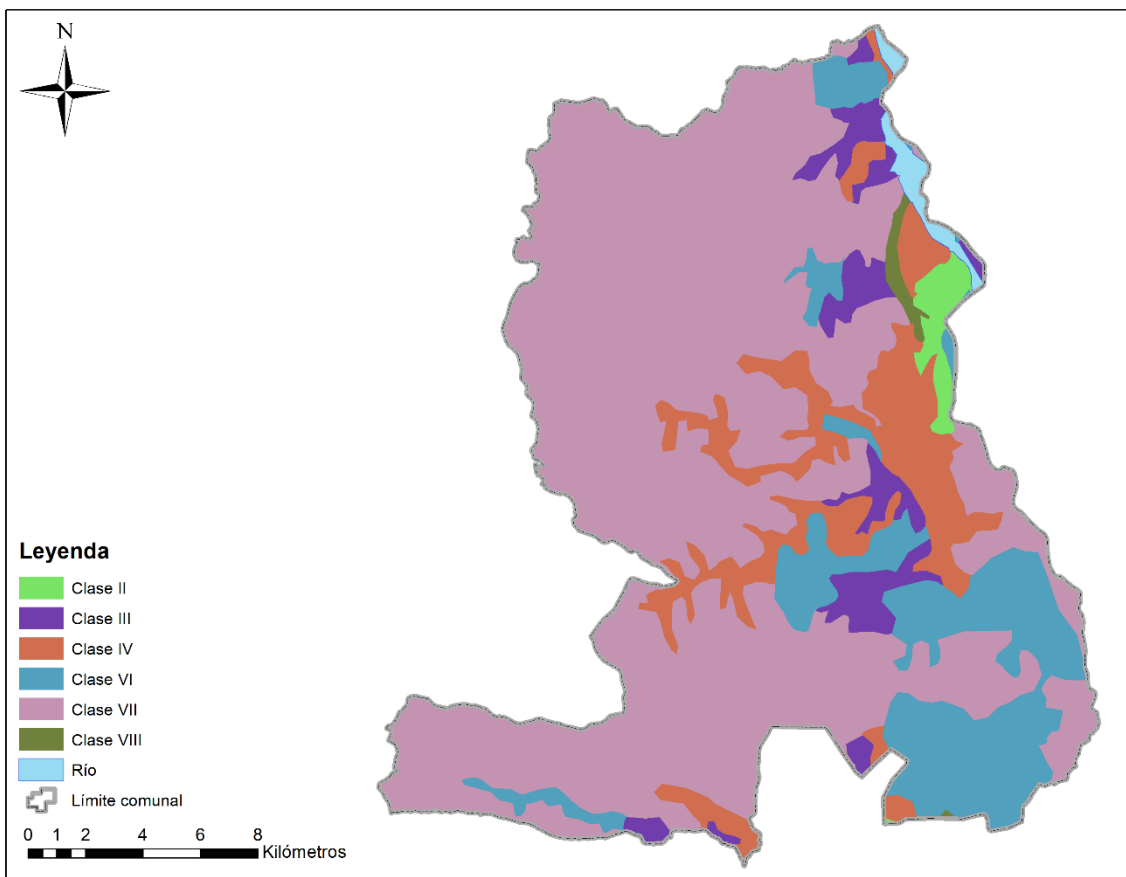 N
Leyenda
Clase II
Clase III
Clase IV
Clase VI
Clase VII
Clase VIII
Río
Límite comunal
0 1 2 4 6 8
Kilómetros